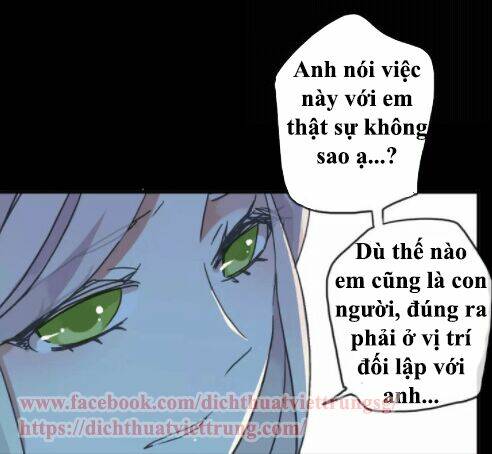 Anh nói việc
này với em
thật sự không
sao ạ...?
Dù thế nào
em cũng là con
người, đúng ra
phải ở vị trí
đối lập với
anh...
www.facebook.com/dichthuatviettrungsg/
https://dichthuatviettrung.com/